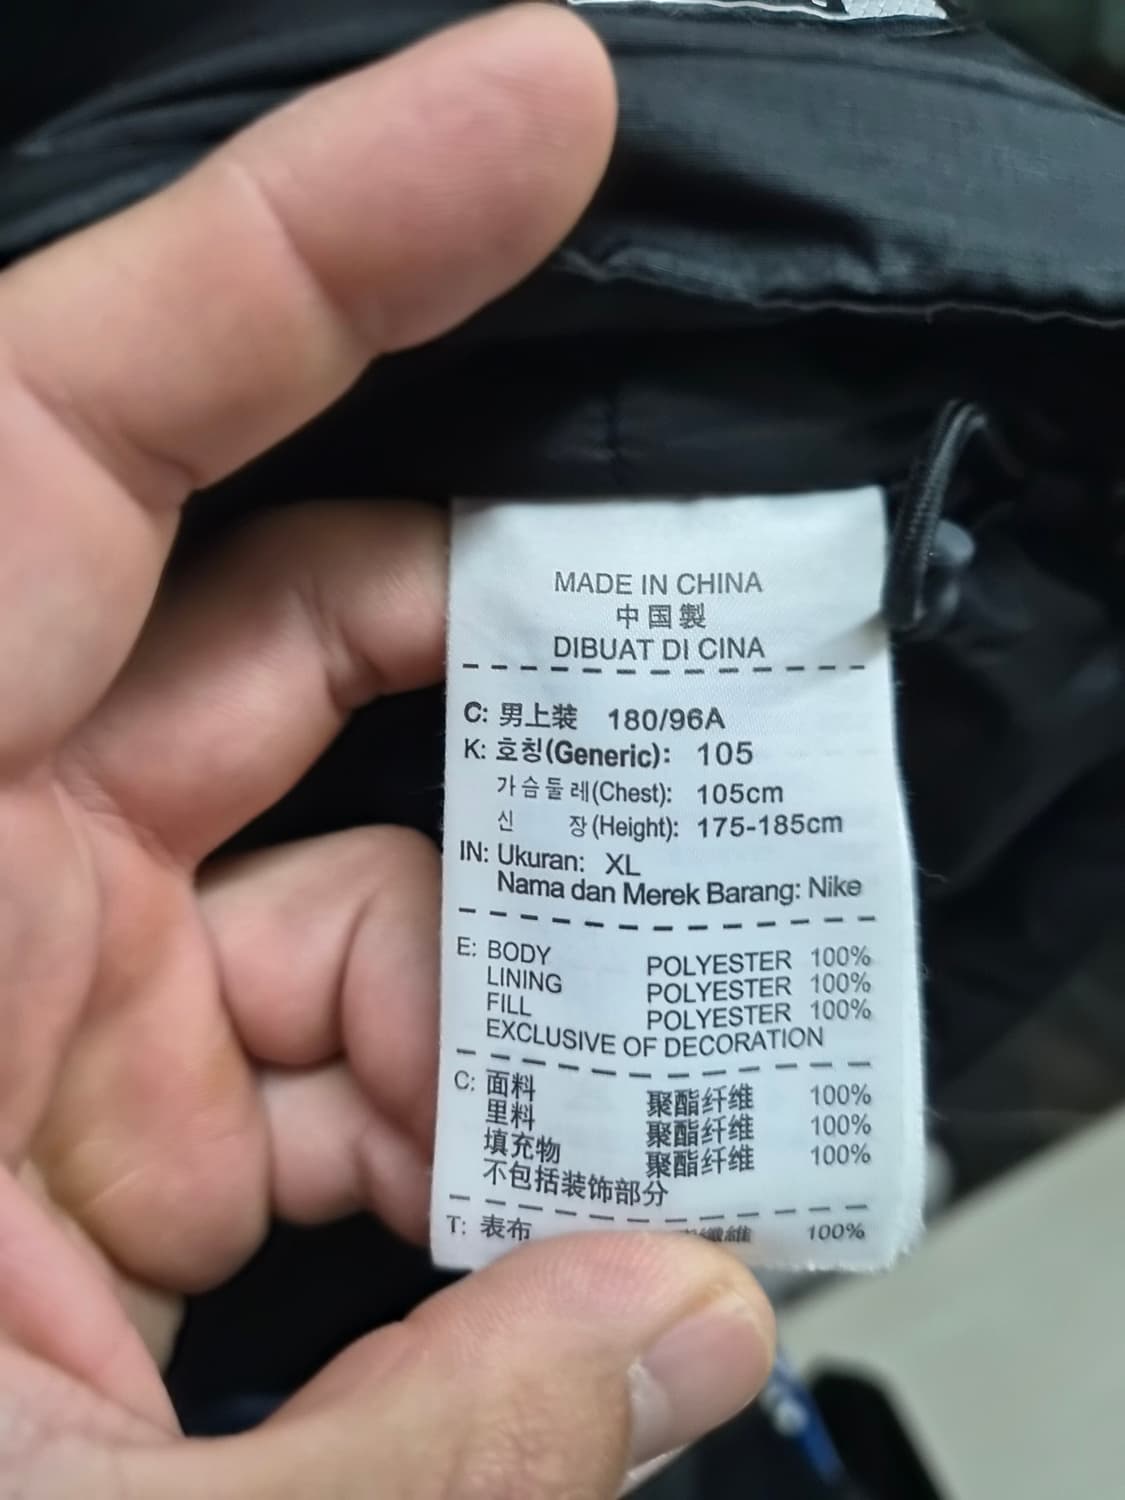 MADE IN CHINA
中国製
DIBUAT DI CINA
C: 男上装 180/96A
K: 호칭(Generic): 105
가슴둘레(Chest): 105cm
신 장(Height): 175-185cm
IN: Ukuran: XL
Nama dan Merek Barang: Nike
E: BODY POLYESTER 100%
LINING POLYESTER 100%
FILL POLYESTER 100%
EXCLUSIVE OF DECORATION
C: 面料 聚酯纤维 100%
里料 聚酯纤维 100%
填充物 聚酯纤维 100%
不包括装饰部分
T: 表布 纖維 100%